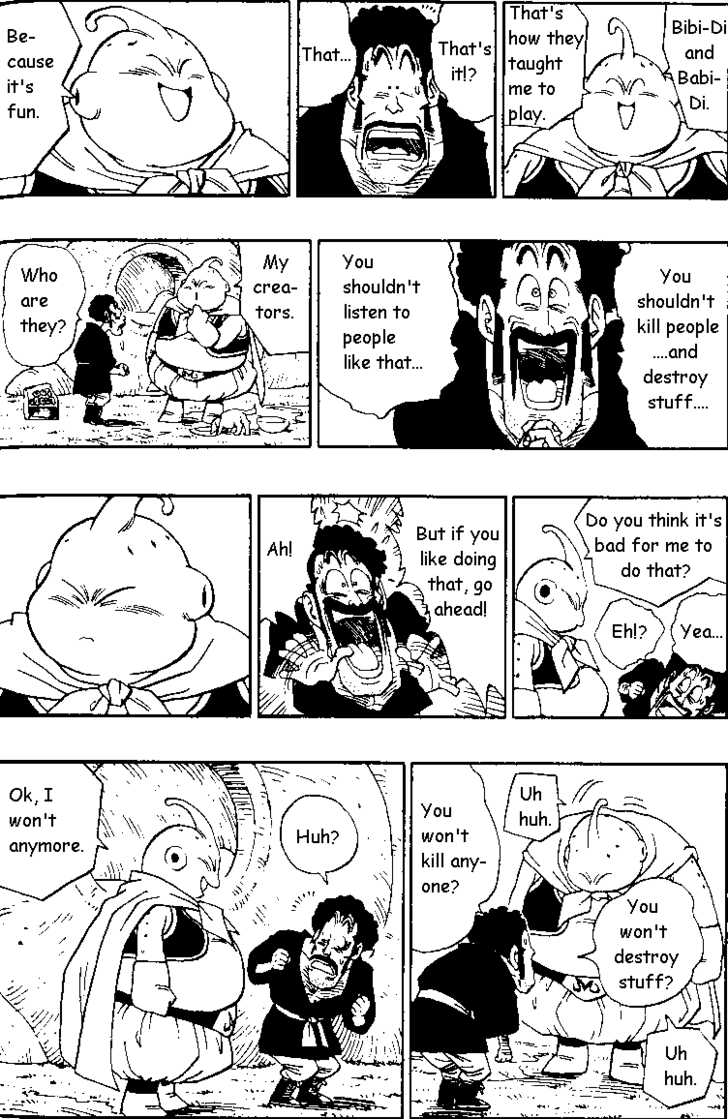 Be-
cause
it's
fun.
That...
That's
it!?
That's
how they
taught
me to
play.
Bibi-Di
and
Babi-
Di.
Who
are
they?
My
crea-
tors.
You
shouldn't
listen to
people
like that...
You
shouldn't
kill people
....and
destroy
stuff....
Ah!
But if you
like doing
that, go
ahead!
Do you think it's
bad for me to
do that?
Eh!?
Yea...
Ok, I
won't
anymore.
Huh?
You
won't
kill any-
one?
Uh
huh.
You
won't
destroy
stuff?
Uh
huh.